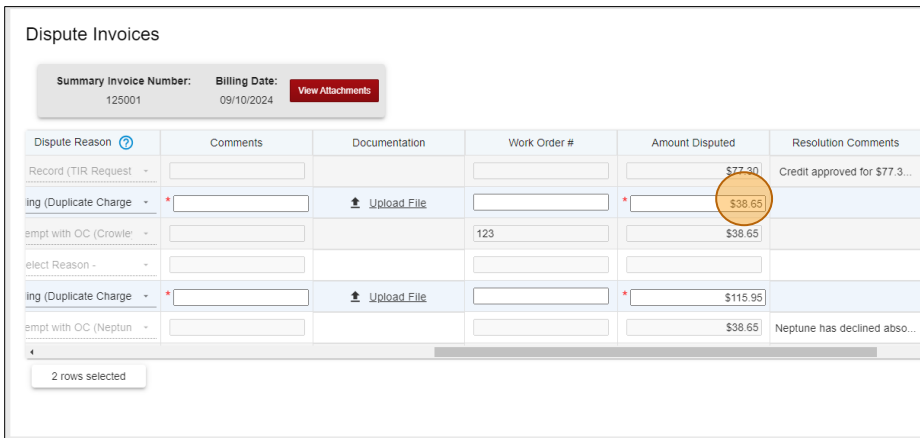 Dispute Invoices
Summary Invoice Number: Billing Date: View Attachments
125001 09/10/2024
Dispute Reason ? Comments Documentation Work Order # Amount Disputed Resolution Comments
Record (TIR Request $77.30 Credit approved for $77.3...
ing (Duplicate Charge * Upload File * $38.65
empt with OC (Crowley 123 $38.65
elect Reason -
ing (Duplicate Charge * Upload File * $115.95
empt with OC (Neptun $38.65 Neptune has declined abso...
2 rows selected